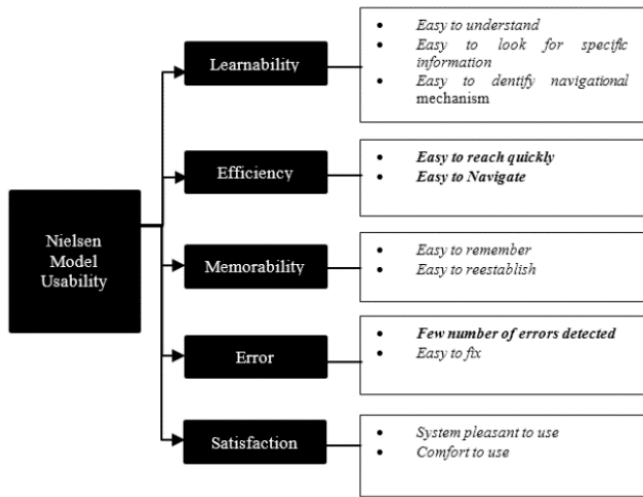 Nielsen
Model
Usability
Learnability
• Easy to understand
• Easy to look for specific
information
• Easy to dentify navigational
mechanism
Efficiency
• Easy to reach quickly
• Easy to Navigate
Memorability
• Easy to remember
• Easy to reestablish
Error
• Few number of errors detected
• Easy to fix
Satisfaction
• System pleasant to use
• Comfort to use